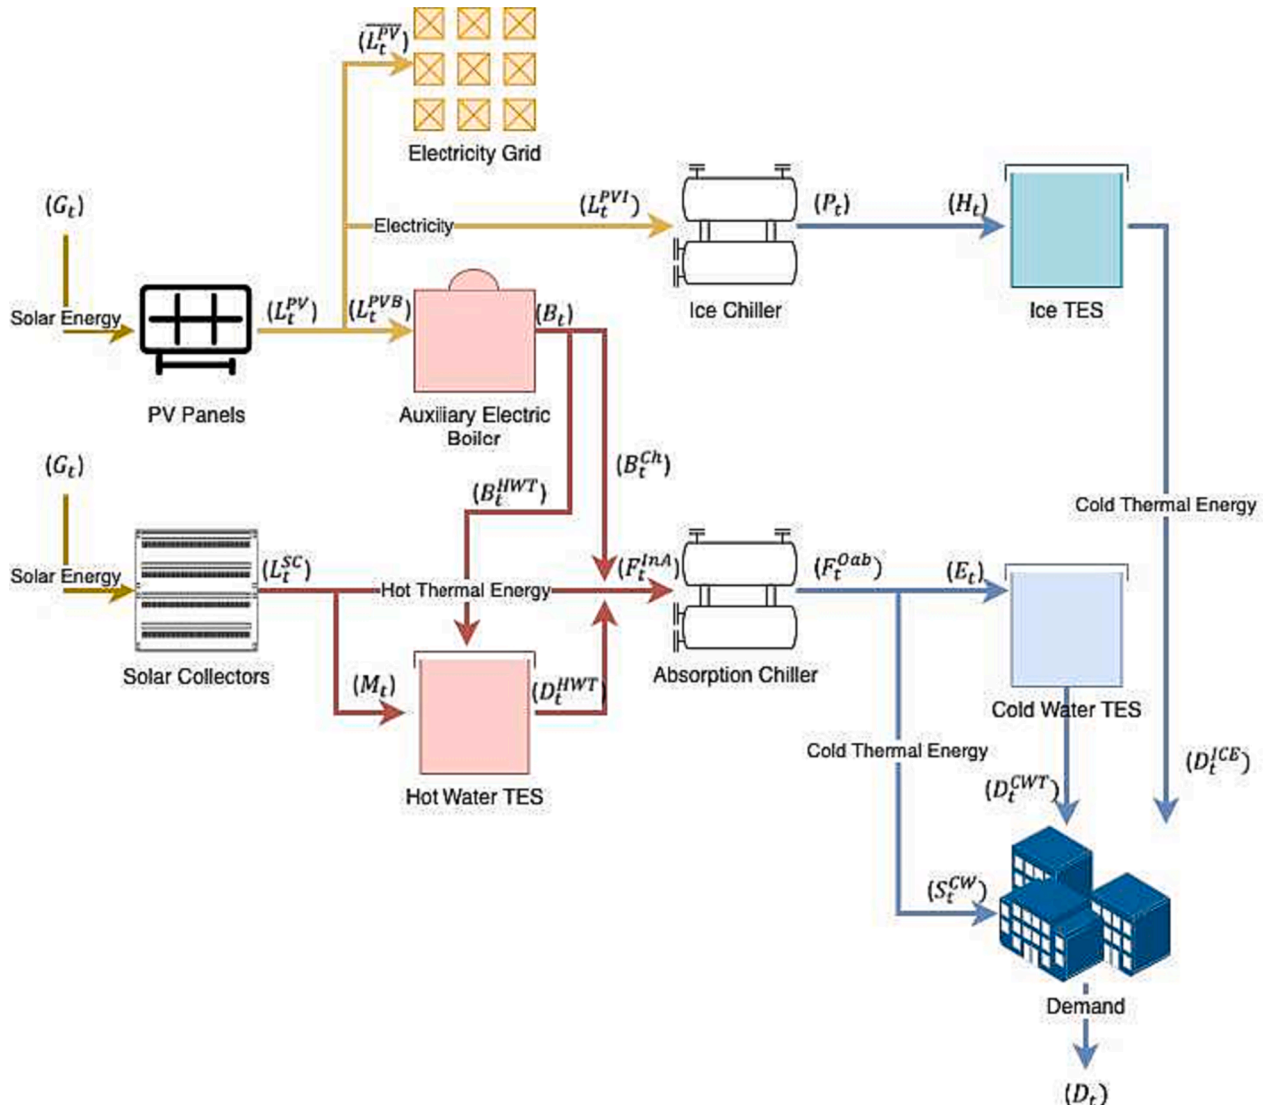 ($\overline{L_t^{PV}}$)
Electricity Grid
($G_t$)
Solar Energy
PV Panels
($L_t^{PV}$)
($L_t^{PVB}$)
Electricity
($L_t^{PVI}$)
Ice Chiller
($P_t$)
($H_t$)
Ice TES
Auxiliary Electric
Boiler
($B_t$)
($B_t^{Ch}$)
($B_t^{HWT}$)
($G_t$)
Solar Energy
Solar Collectors
($L_t^{SC}$)
Hot Thermal Energy
($M_t$)
Hot Water TES
($D_t^{HWT}$)
($F_t^{InA}$)
Absorption Chiller
($F_t^{Oab}$)
($E_t$)
Cold Water TES
Cold Thermal Energy
Cold Thermal Energy
($D_t^{CWT}$)
($D_t^{ICE}$)
($S_t^{CW}$)
Demand
($D_t$)